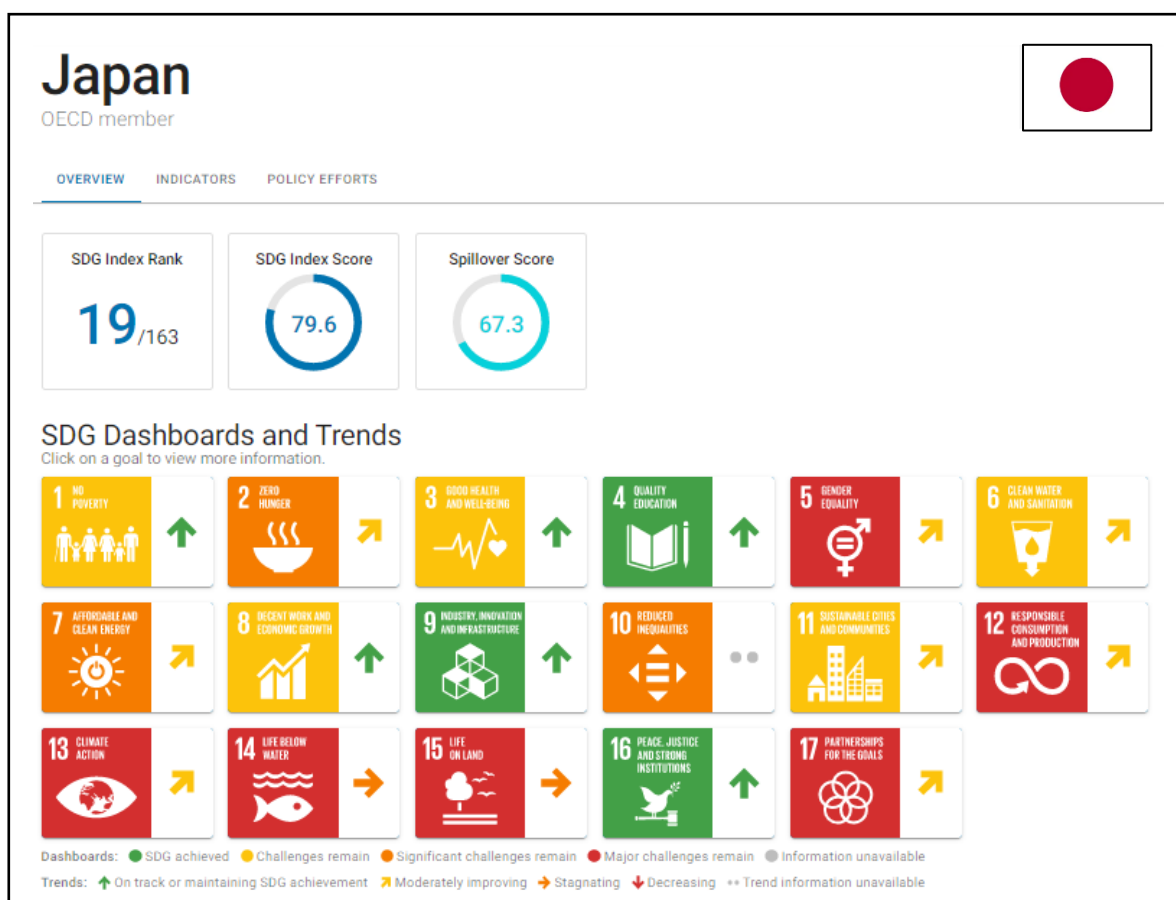 Japan
OECD member
OVERVIEW INDICATORS POLICY EFFORTS
SDG Index Rank
19/163
SDG Index Score
79.6
Spillover Score
67.3
SDG Dashboards and Trends
Click on a goal to view more information.
1 NO
POVERTY
2 ZERO
HUNGER
3 GOOD HEALTH
AND WELL-BEING
4 QUALITY
EDUCATION
5 GENDER
EQUALITY
6 CLEAN WATER
AND SANITATION
7 AFFORDABLE AND
CLEAN ENERGY
8 DECENT WORK AND
ECONOMIC GROWTH
9 INDUSTRY, INNOVATION
AND INFRASTRUCTURE
10 REDUCED
INEQUALITIES
11 SUSTAINABLE CITIES
AND COMMUNITIES
12 RESPONSIBLE
CONSUMPTION
AND PRODUCTION
13 CLIMATE
ACTION
14 LIFE BELOW
WATER
15 LIFE
ON LAND
16 PEACE, JUSTICE
AND STRONG
INSTITUTIONS
17 PARTNERSHIPS
FOR THE GOALS
Dashboards: SDG achieved Challenges remain Significant challenges remain Major challenges remain Information unavailable
Trends: On track or maintaining SDG achievement Moderately improving Stagnating Decreasing Trend information unavailable